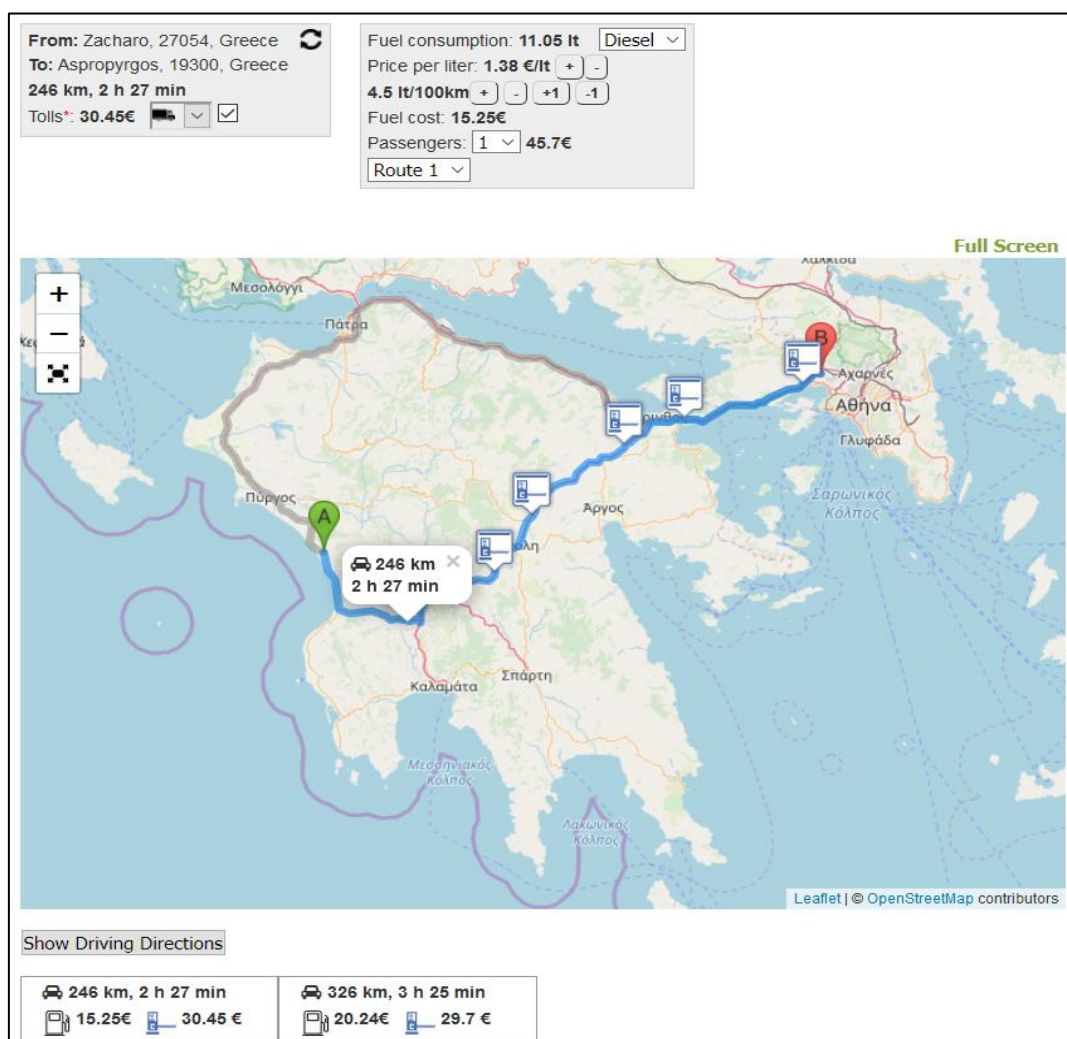 From: Zacharo, 27054, Greece
To: Aspropyrgos, 19300, Greece
246 km, 2 h 27 min
Tolls*: 30.45€
Fuel consumption: 11.05 lt Diesel
Price per liter: 1.38 €/lt + -
4.5 lt/100km + - +1 -1
Fuel cost: 15.25€
Passengers: 1 45.7€
Route 1
Full Screen
+
−
Μεσολόγγι
Χαλκίδα
Πάτρα
B
Αχαρνές
Αθήνα
Γλυφάδα
Πύργος
A
Άργος
Σαρωνικός
Κόλπος
246 km ×
2 h 27 min
Σπάρτη
Καλαμάτα
Μεσσηνιακός
Κόλπος
Λακωνικός
Κόλπος
Leaflet | © OpenStreetMap contributors
Show Driving Directions
246 km, 2 h 27 min
15.25€ 30.45 €
326 km, 3 h 25 min
20.24€ 29.7 €